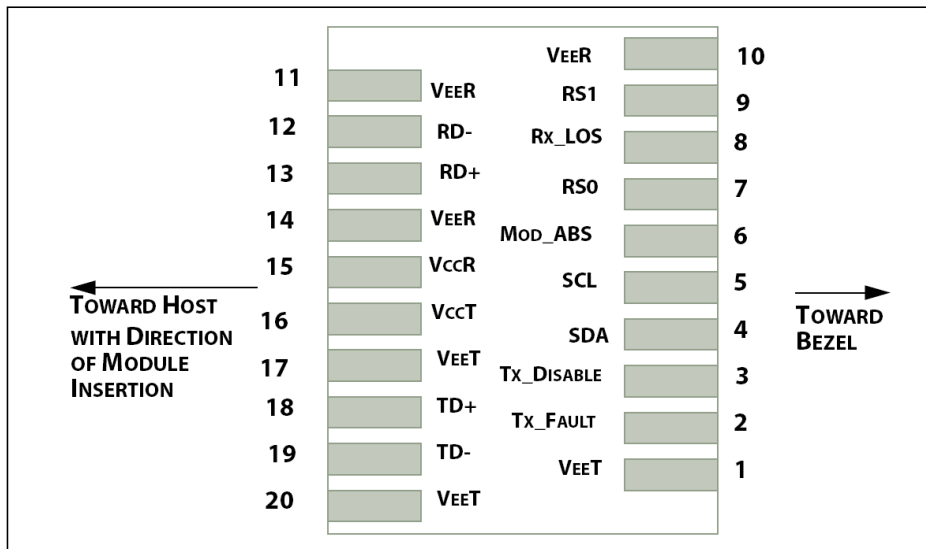 11
VEER
12
RD-
13
RD+
14
VEER
15
VCCR
16
VCCT
17
VEET
18
TD+
19
TD-
20
VEET
VEER
10
RS1
9
RX_LOS
8
RS0
7
MOD_ABS
6
SCL
5
SDA
4
TX_DISABLE
3
TX_FAULT
2
VEET
1
TOWARD HOST
WITH DIRECTION
OF MODULE
INSERTION
TOWARD
BEZEL